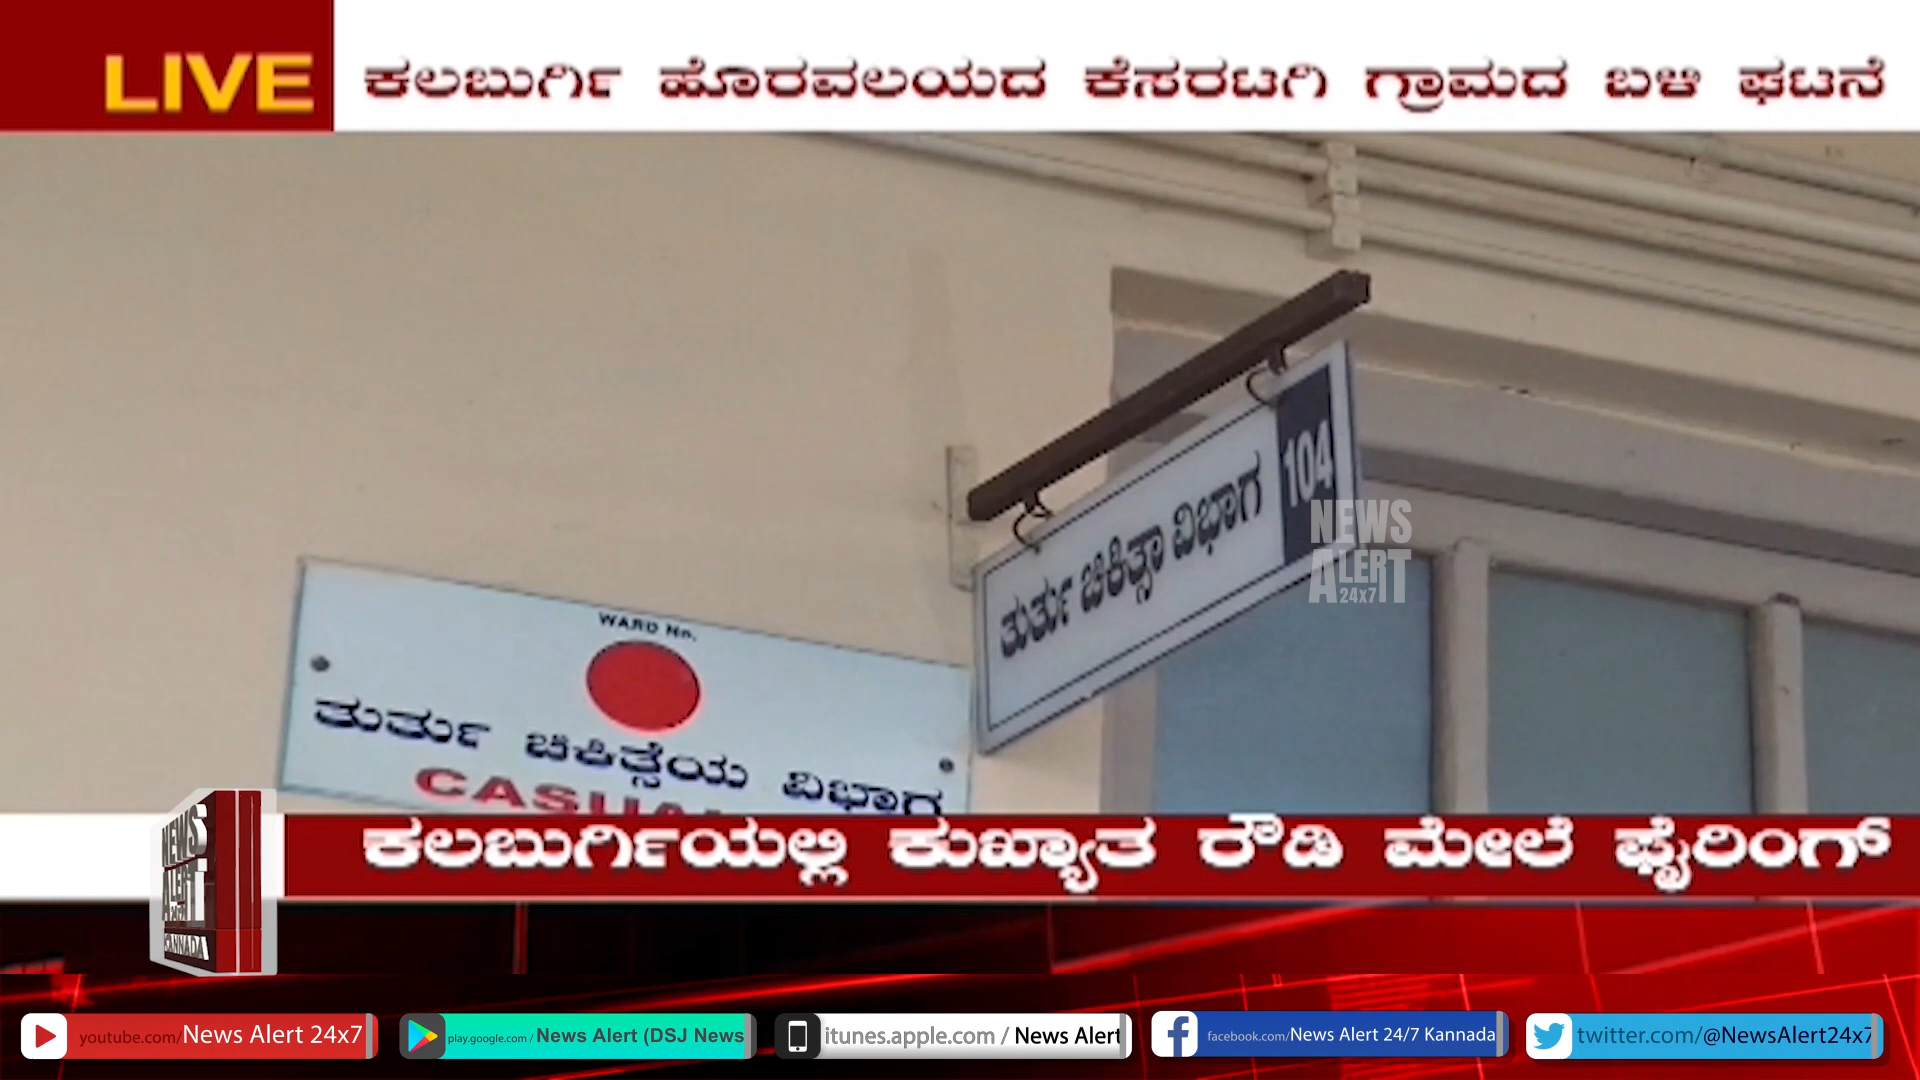 LIVE
ಕಲಬುರ್ಗಿ ಹೊರವಲಯದ ಕೆಸರಟಗಿ ಗ್ರಾಮದ ಬಳಿ ಘಟನೆ
104
ತುರ್ತು ಚಿಕಿತ್ಸಾ ವಿಭಾಗ
NEWS
ALERT
24x7
WARD No.
ತುರ್ತು ಚಿಕಿತ್ಸೆಯ ವಿಭಾಗ
ಕಲಬುರ್ಗಿಯಲ್ಲಿ ಕುಖ್ಯಾತ ರೌಡಿ ಮೇಲೆ ಫೈರಿಂಗ್
NEWS
ALERT
24x7
KANNADA
youtube.com/News Alert 24x7
play.google.com / News Alert (DSJ News
itunes.apple.com / News Alert
facebook.com/News Alert 24/7 Kannada
twitter.com/@NewsAlert24x7